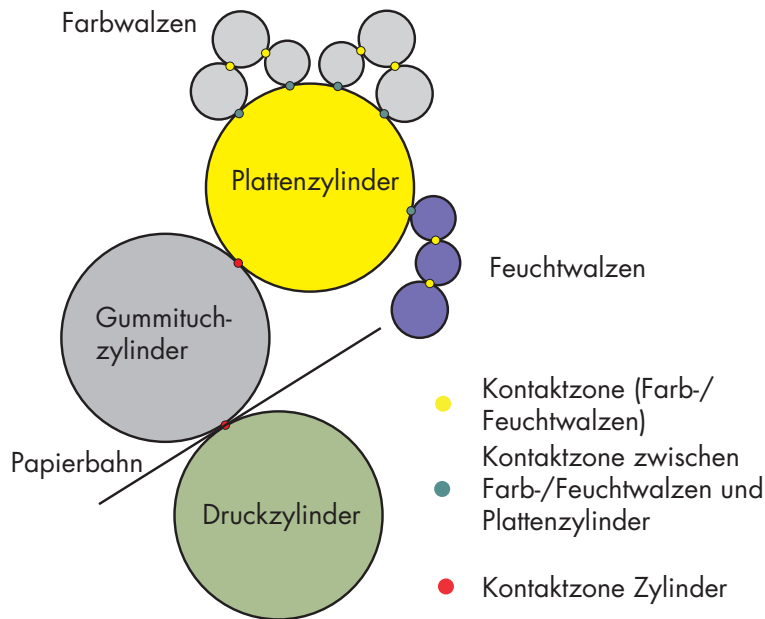 Farbwalzen
Plattenzylinder
Feuchtwalzen
Gummituch-
zylinder
Papierbahn
Druckzylinder
Kontaktzone (Farb-/
Feuchtwalzen)
Kontaktzone zwischen
Farb-/Feuchtwalzen und
Plattenzylinder
Kontaktzone Zylinder